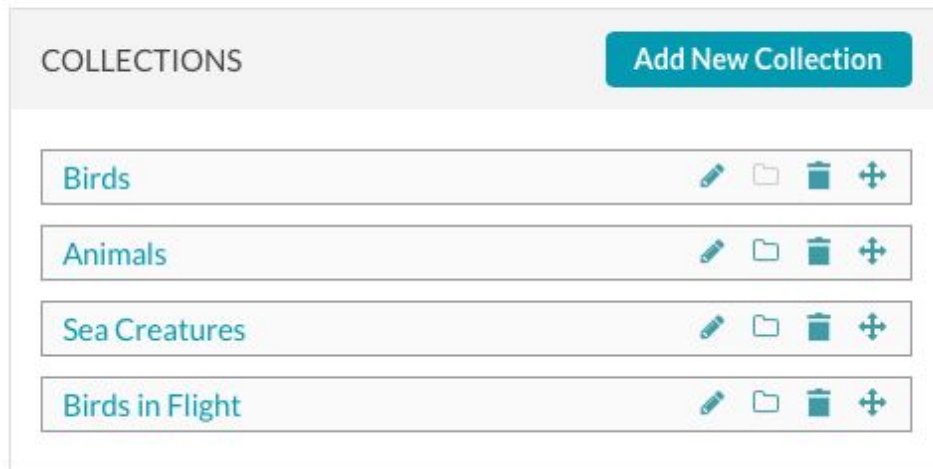 COLLECTIONS
Add New Collection
Birds
Animals
Sea Creatures
Birds in Flight